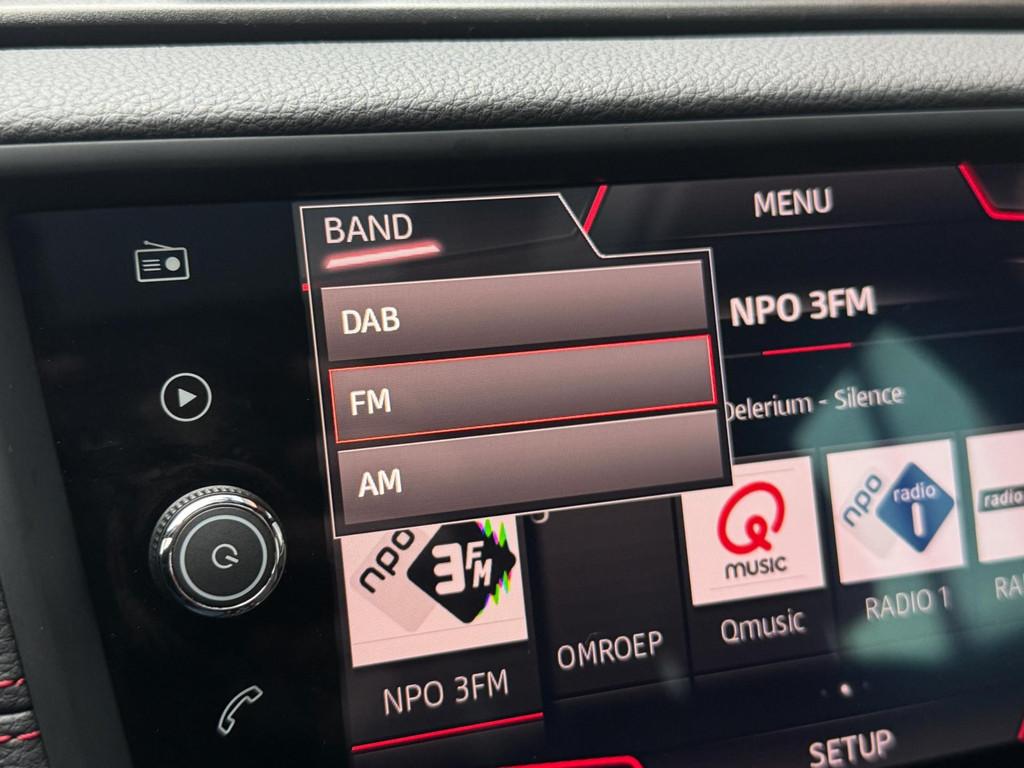 BAND
MENU
DAB
NPO 3FM
FM
Delerium - Silence
AM
npo
3FM
Q
MUSIC
npo
radio
1
radio
NPO 3FM
OMROEP
Qmusic
RADIO 1
SETUP